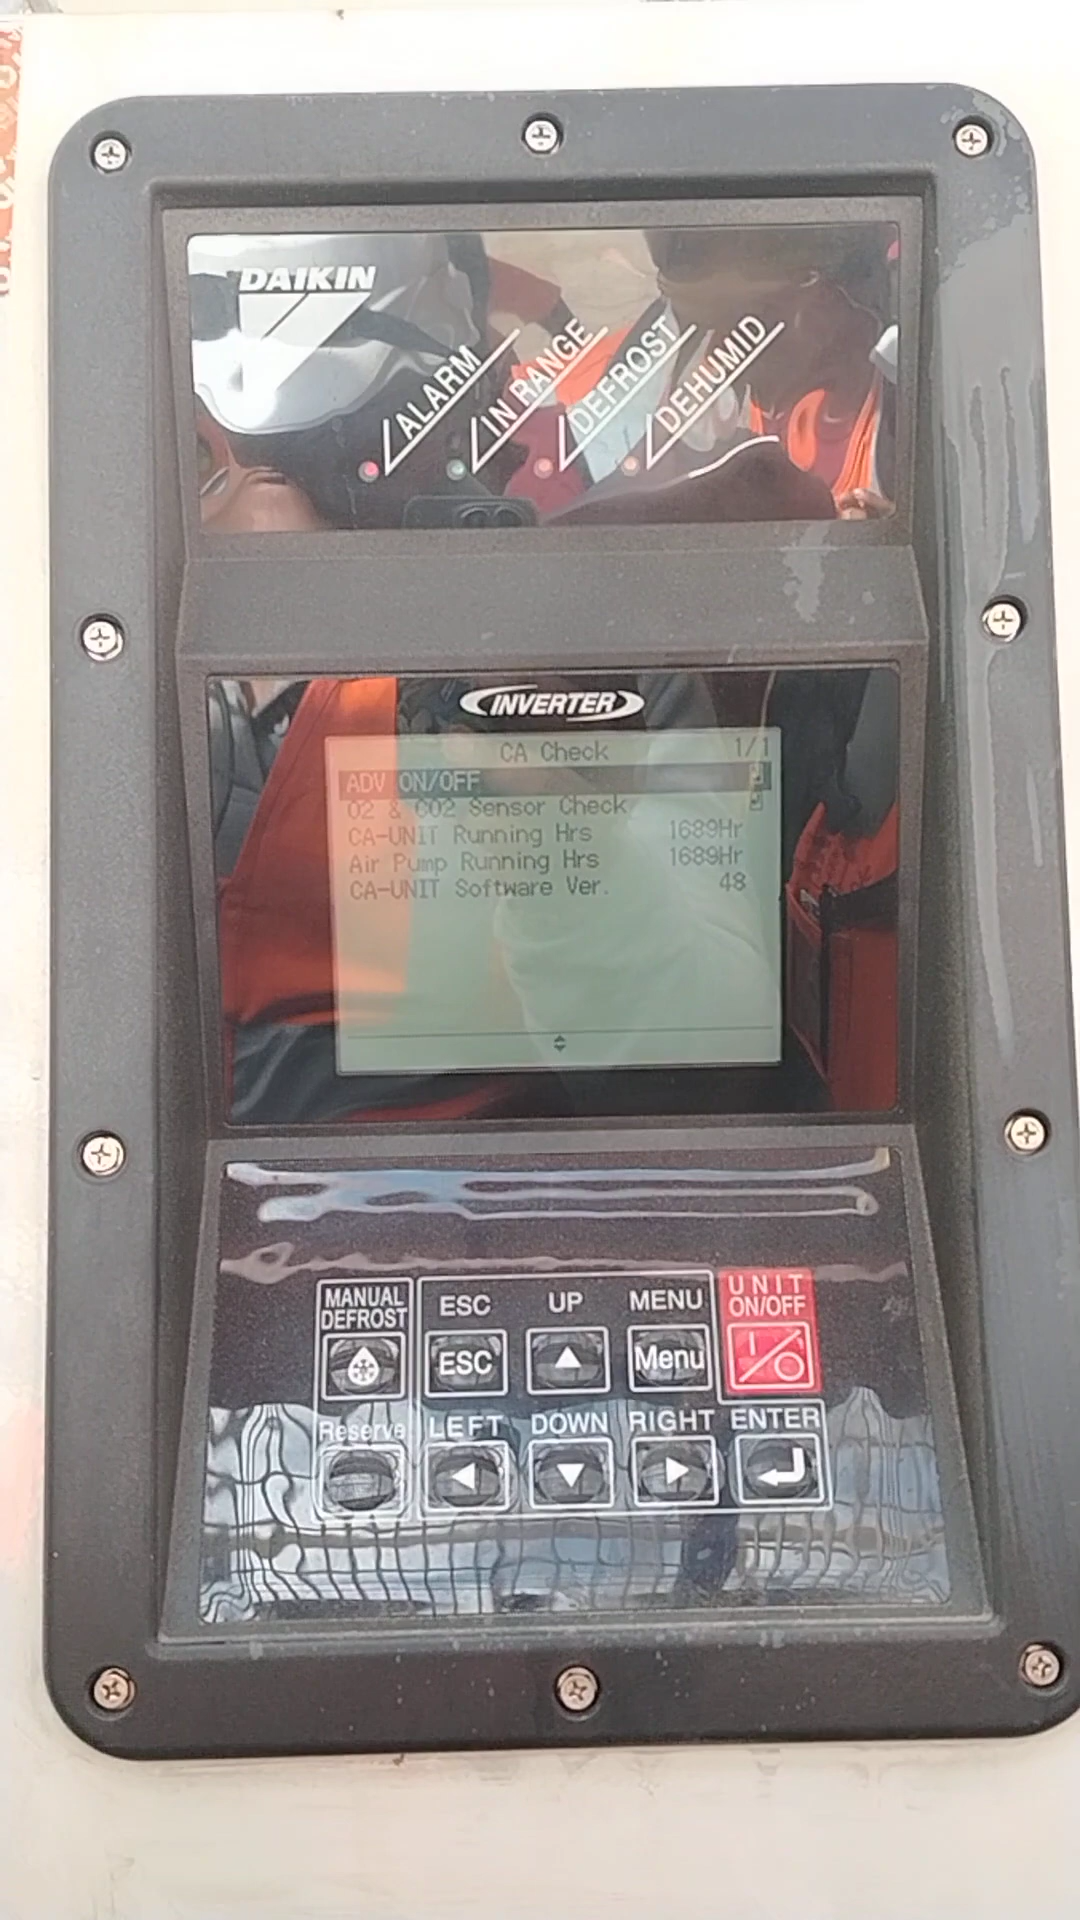 DAIKIN
ALARM
IN RANGE
DEFROST
DEHUMID
INVERTER
CA Check 1/1
ADV ON/OFF
O2 & CO2 Sensor Check
CA-UNIT Running Hrs 1689Hr
Air Pump Running Hrs 1689Hr
CA-UNIT Software Ver. 48
MANUAL DEFROST
ESC
UP
MENU
UNIT ON/OFF
ESC
Menu
I/O
Reserve
LEFT
DOWN
RIGHT
ENTER